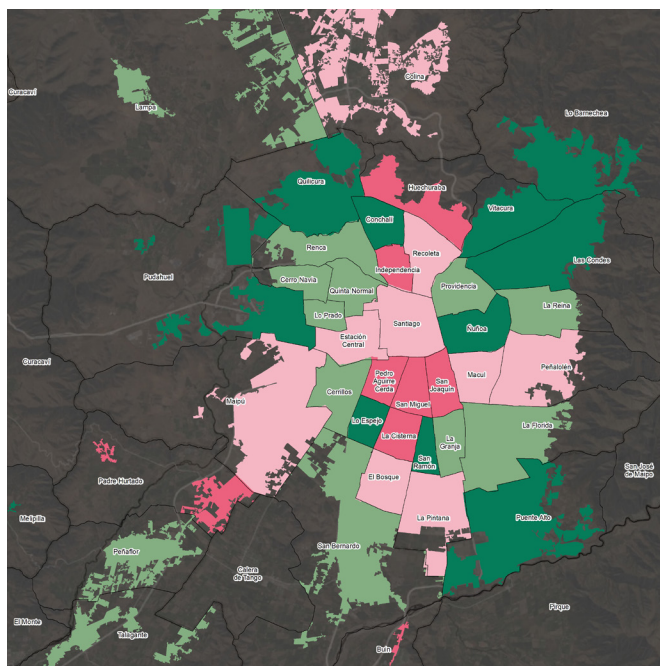 Colina
Curacaví
Lampa
Lo Barnechea
Quilicura
Huechuraba
Vitacura
Conchalí
Renca
Recoleta
Las Condes
Independencia
Pudahuel
Cerro Navia
Quinta Normal
Providencia
La Reina
Lo Prado
Santiago
Ñuñoa
Estación
Central
Curacaví
Peñalolén
Macul
Pedro
Aguirre
Cerda
San
Joaquín
Cerrillos
Maipú
San Miguel
Lo Espejo
La Cisterna
La
Granja
La Florida
San
Ramón
San José
de Maipo
Padre Hurtado
El Bosque
Melipilla
La Pintana
Puente Alto
San Bernardo
Peñaflor
Calera
de Tango
Pirque
El Monte
Talagante
Buin